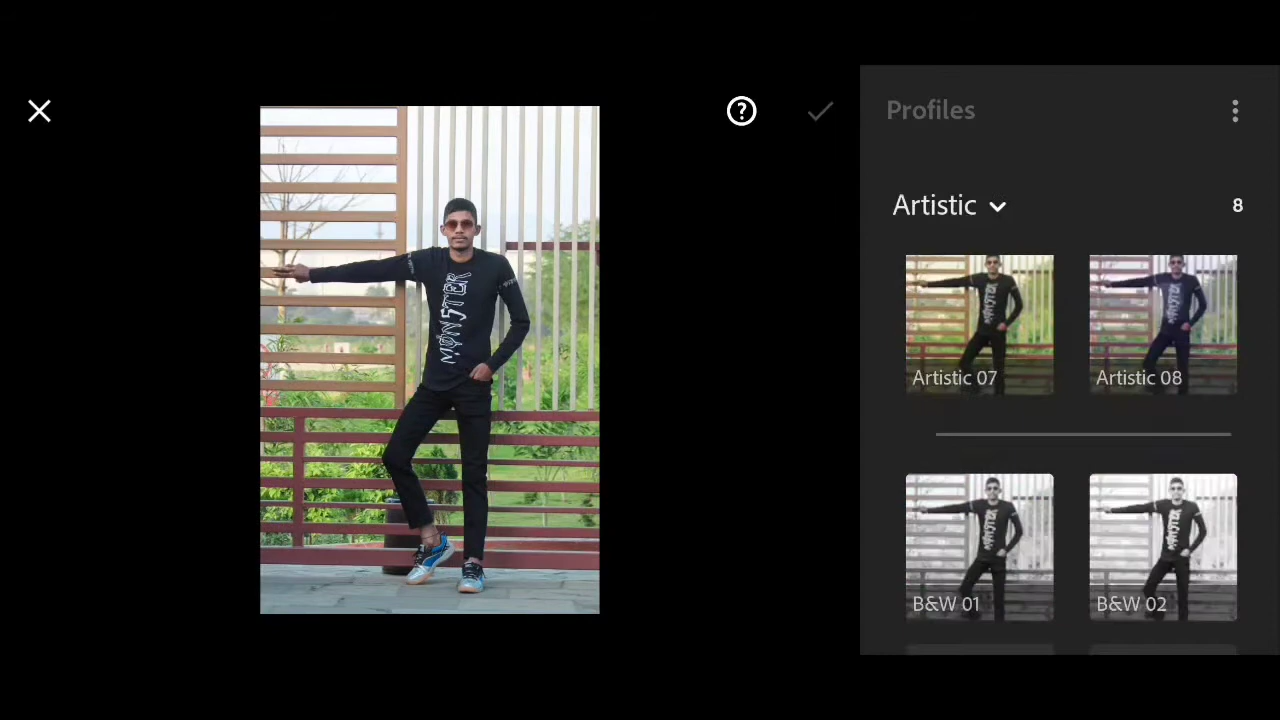 Profiles
Artistic
8
MONSTER
Artistic 07
Artistic 08
B&W 01
B&W 02